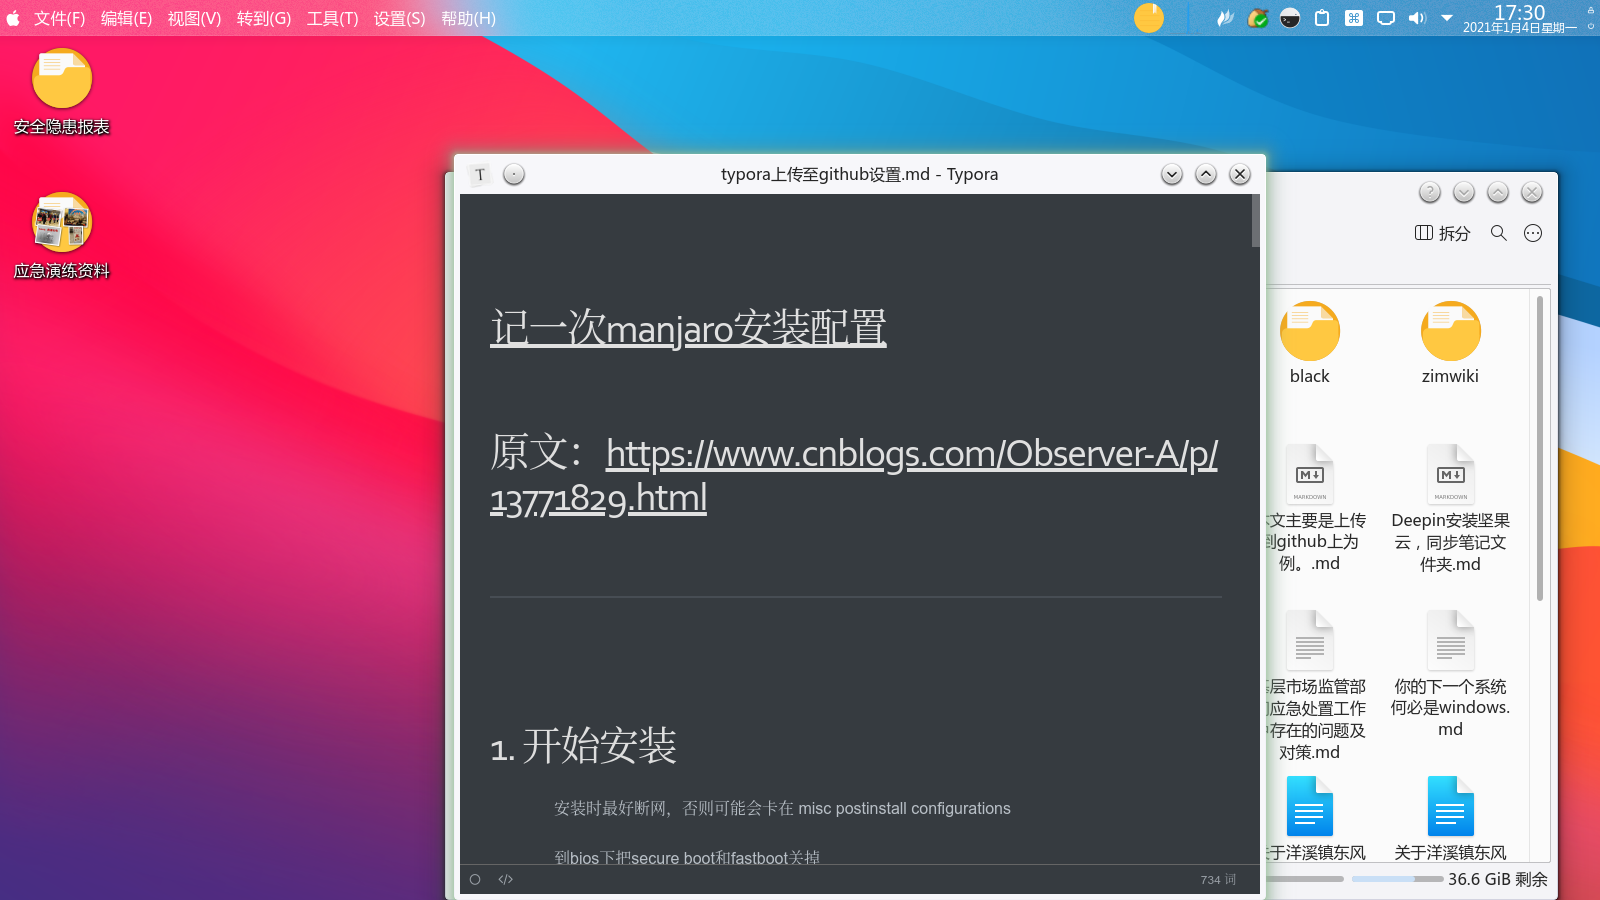 文件(F) 编辑(E) 视图(V) 转到(G) 工具(T) 设置(S) 帮助(H)
17:30
2021年1月4日星期一
安全隐患报表
应急演练资料
T
typora上传至github设置.md - Typora
记一次manjaro安装配置
原文：https://www.cnblogs.com/Observer-A/p/
13771829.html
1. 开始安装
安装时最好断网，否则可能会卡在 misc postinstall configurations
到bios下把secure boot和fastboot关掉
734 词
拆分
black
zimwiki
MARKDOWN
文主要是上传
到github上为
例。.md
MARKDOWN
Deepin安装坚果
云，同步笔记文
件夹.md
层市场监管部
应急处置工作
存在的问题及
对策.md
你的下一个系统
何必是windows.
md
关于洋溪镇东风
关于洋溪镇东风
36.6 GiB 剩余